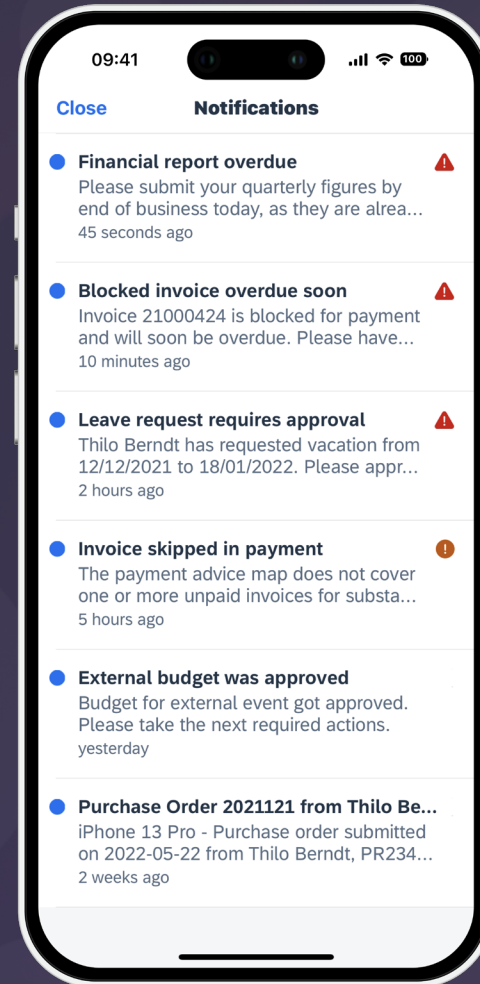 09:41
100
Close
Notifications
Financial report overdue
Please submit your quarterly figures by
end of business today, as they are alrea...
45 seconds ago
Blocked invoice overdue soon
Invoice 21000424 is blocked for payment
and will soon be overdue. Please have...
10 minutes ago
Leave request requires approval
Thilo Berndt has requested vacation from
12/12/2021 to 18/01/2022. Please appr...
2 hours ago
Invoice skipped in payment
The payment advice map does not cover
one or more unpaid invoices for substa...
5 hours ago
External budget was approved
Budget for external event got approved.
Please take the next required actions.
yesterday
Purchase Order 2021121 from Thilo Be...
iPhone 13 Pro - Purchase order submitted
on 2022-05-22 from Thilo Berndt, PR234...
2 weeks ago